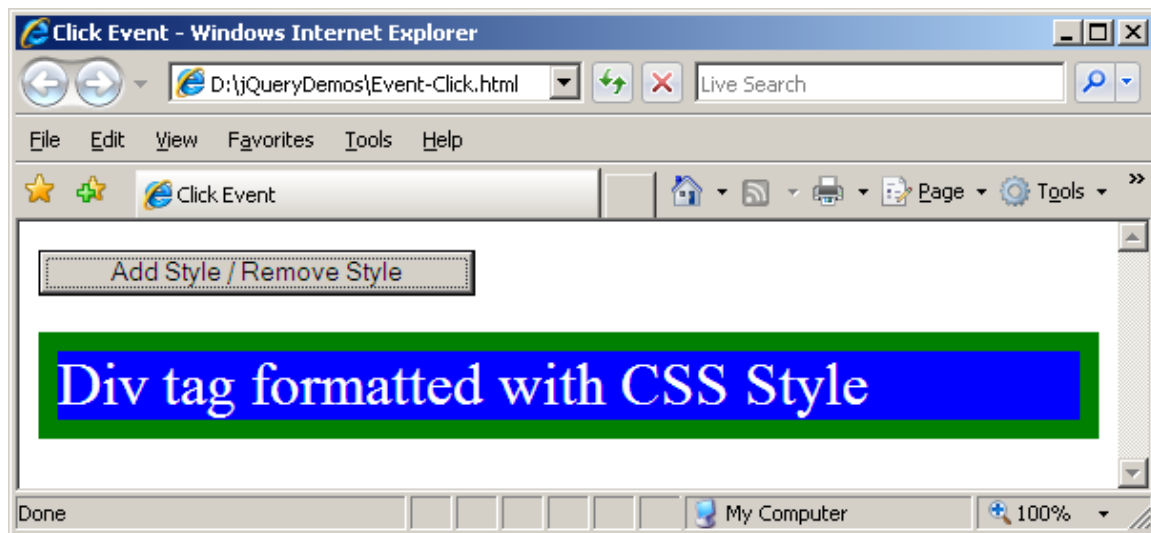 Click Event - Windows Internet Explorer
D:\jQueryDemos\Event-Click.html
Live Search
File Edit View Favorites Tools Help
Click Event
Page Tools »
Add Style / Remove Style
Div tag formatted with CSS Style
Done
My Computer
100%